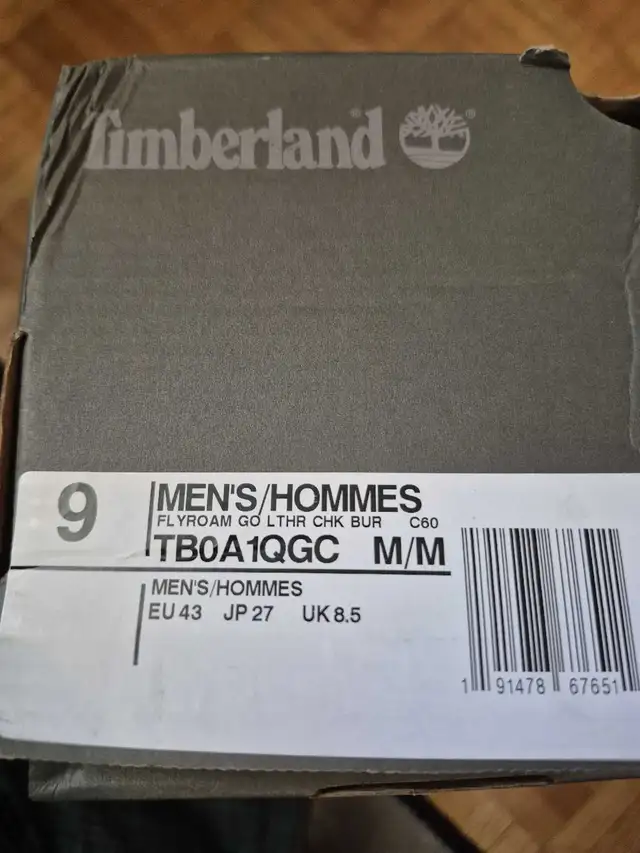 Timberland®
9
MEN'S/HOMMES
FLYROAM GO LTHR CHK BUR C60
TB0A1QGC M/M
MEN'S/HOMMES
EU 43 JP 27 UK 8.5
1 91478 67651